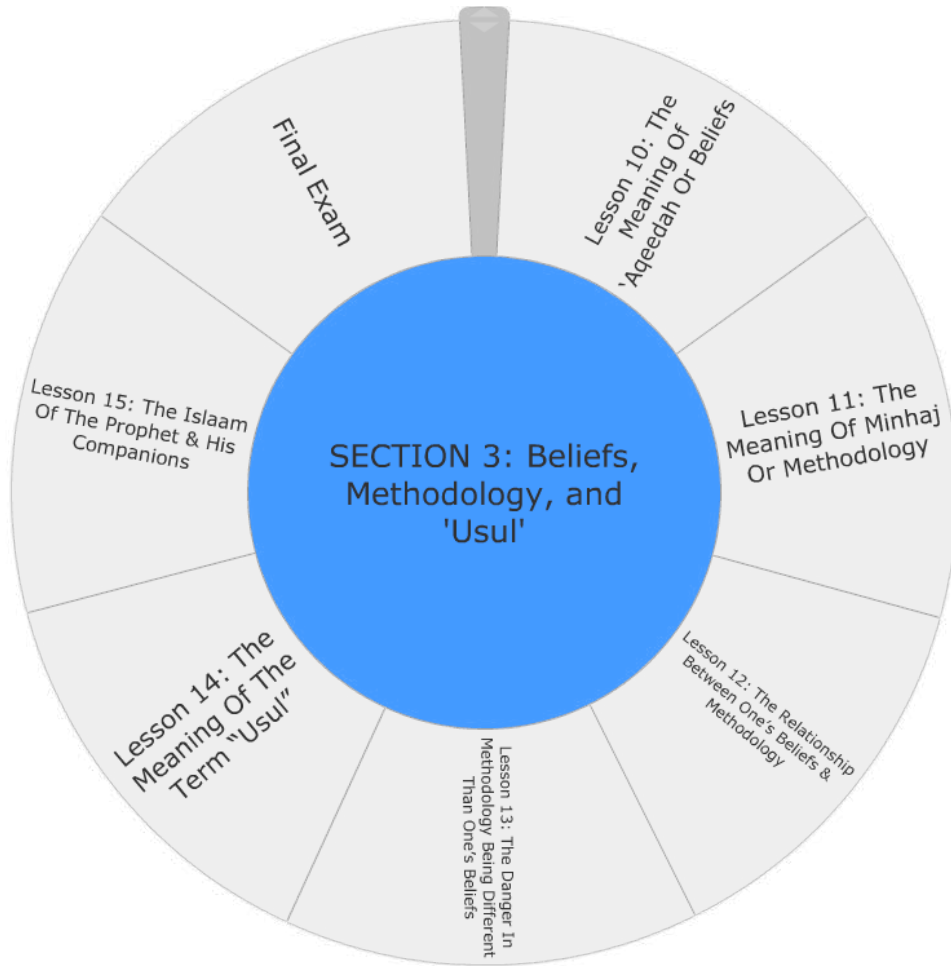 SECTION 3: Beliefs,
Methodology, and
'Usul'
Lesson 10: The
Meaning Of
‘Aqeedah Or Beliefs
Lesson 11: The
Meaning Of Minhaj
Or Methodology
Lesson 12: The Relationship
Between One’s Beliefs &
Methodology
Lesson 13: The Danger In
Methodology Being Different
Than One’s Beliefs
Lesson 14: The
Meaning Of The
Term “Usul”
Lesson 15: The Islaam
Of The Prophet & His
Companions
Final Exam